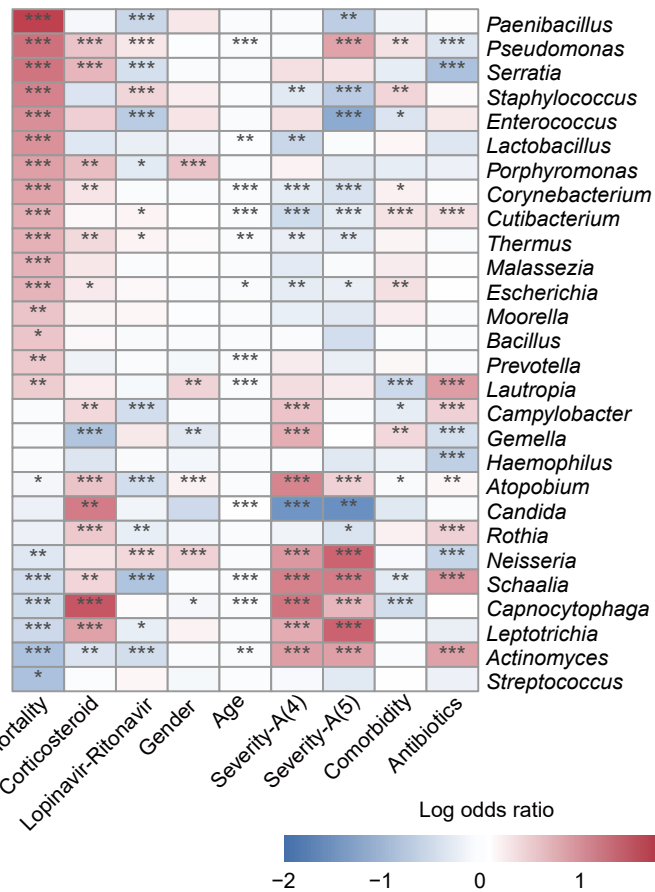 *** *** ** Paenibacillus
*** *** *** *** *** ** *** Pseudomonas
*** *** *** *** Serratia
*** *** ** *** ** Staphylococcus
*** *** *** * Enterococcus
*** ** ** Lactobacillus
*** ** * *** Porphyromonas
*** ** *** *** *** * Corynebacterium
*** * *** *** *** *** *** Cutibacterium
*** ** * ** ** ** Thermus
*** Malassezia
*** * * ** * ** Escherichia
** Moorella
* Bacillus
** *** Prevotella
** ** *** *** *** Lautropia
** *** *** * *** Campylobacter
*** ** *** ** *** Gemella
*** Haemophilus
* *** *** *** *** *** * ** Atopobium
** *** *** ** Candida
*** ** * *** Rothia
** *** *** *** *** *** Neisseria
*** ** *** *** *** *** ** *** Schaalia
*** *** * *** *** *** *** Capnocytophaga
*** *** * *** *** Leptotrichia
*** ** *** ** *** *** *** Actinomyces
* Streptococcus
ortality
Corticosteroid
Lopinavir-Ritonavir
Gender
Age
Severity-A(4)
Severity-A(5)
Comorbidity
Antibiotics
Log odds ratio
−2 −1 0 1